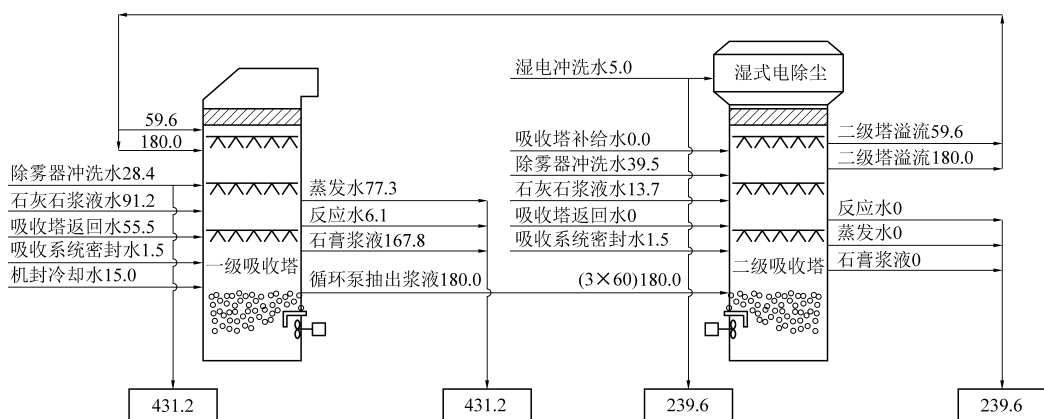 湿电冲洗水5.0
湿式电除尘
59.6
180.0
吸收塔补给水0.0
二级塔溢流59.6
除雾器冲洗水28.4
除雾器冲洗水39.5
二级塔溢流180.0
石灰石浆液水91.2
蒸发水77.3
石灰石浆液水13.7
吸收塔返回水55.5
反应水6.1
吸收塔返回水0
反应水0
吸收系统密封水1.5
石膏浆液167.8
吸收系统密封水1.5
蒸发水0
机封冷却水15.0
一级吸收塔
二级吸收塔
石膏浆液0
循环泵抽出浆液180.0
(3×60)180.0
431.2
431.2
239.6
239.6